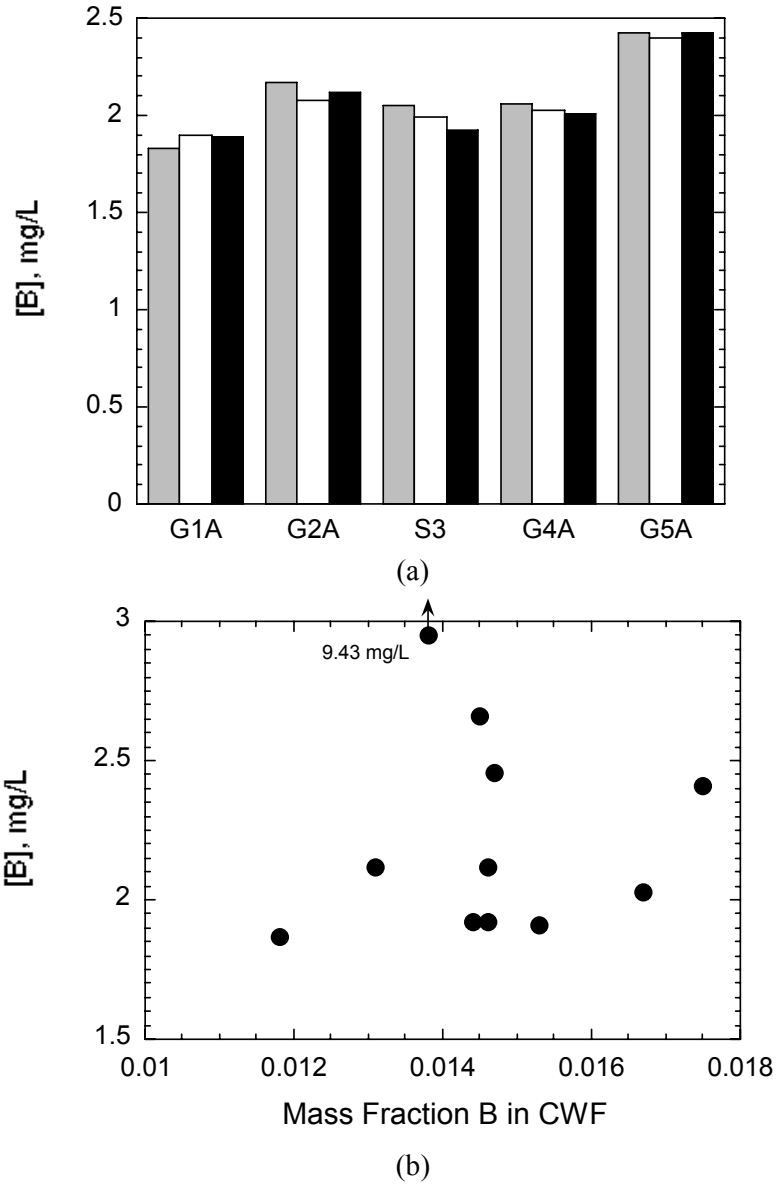 2.5
2
1.5
1
0.5
0
[B], mg/L
G1A G2A S3 G4A G5A
(a)
3
2.5
2
1.5
[B], mg/L
9.43 mg/L
0.01 0.012 0.014 0.016 0.018
Mass Fraction B in CWF
(b)